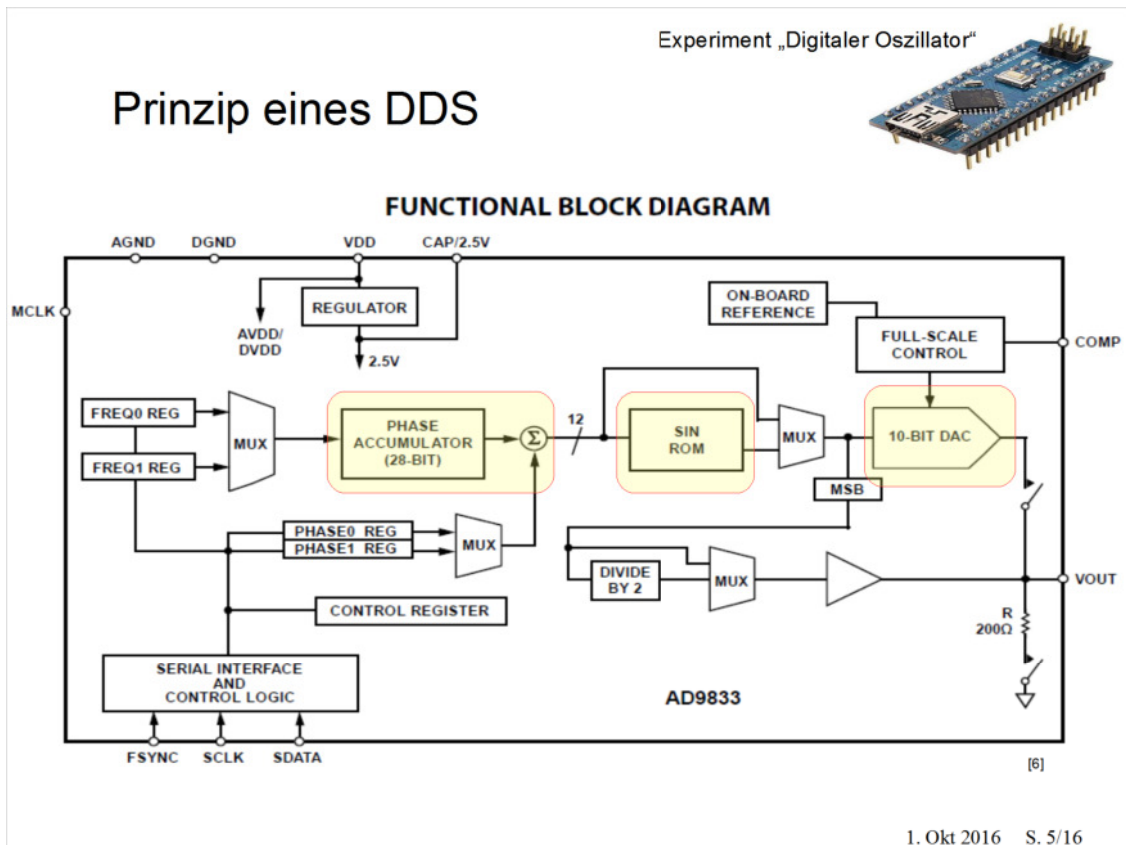 Experiment „Digitaler Oszillator“
Prinzip eines DDS
FUNCTIONAL BLOCK DIAGRAM
AGND
DGND
VDD
CAP/2.5V
MCLK
REGULATOR
AVDD/
DVDD
2.5V
ON-BOARD
REFERENCE
FULL-SCALE
CONTROL
COMP
FREQ0 REG
FREQ1 REG
MUX
PHASE
ACCUMULATOR
(28-BIT)
Σ
12
SIN
ROM
MUX
10-BIT DAC
MSB
PHASE0 REG
PHASE1 REG
MUX
DIVIDE
BY 2
MUX
VOUT
CONTROL REGISTER
R
200Ω
SERIAL INTERFACE
AND
CONTROL LOGIC
AD9833
FSYNC
SCLK
SDATA
[6]
1. Okt 2016 S. 5/16